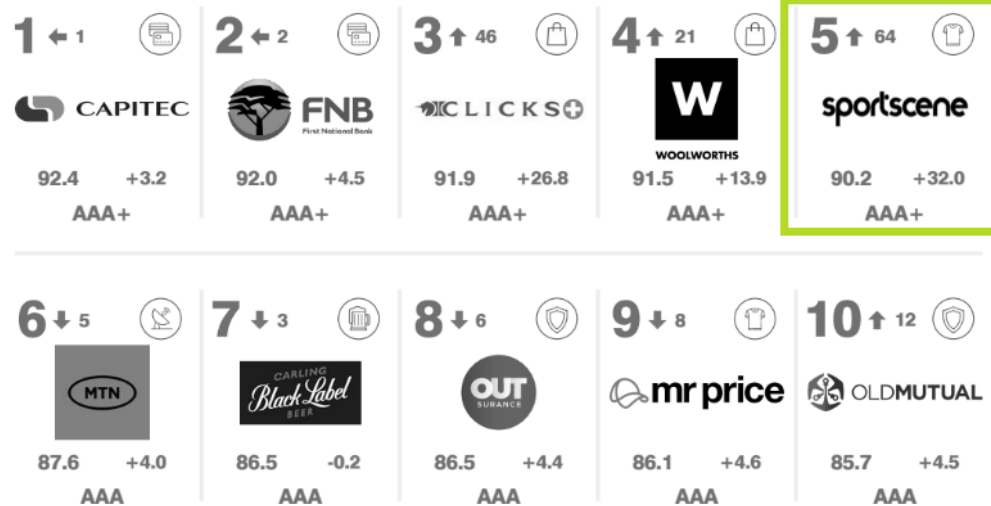 1 ← 1
CAPITEC
92.4 +3.2
AAA+
2 ← 2
FNB
First National Bank
92.0 +4.5
AAA+
3 ↑ 46
CLICKS
91.9 +26.8
AAA+
4 ↑ 21
W
WOOLWORTHS
91.5 +13.9
AAA+
5 ↑ 64
sportscene
90.2 +32.0
AAA+
6 ↓ 5
MTN
87.6 +4.0
AAA
7 ↓ 3
CARLING
Black Label
BEER
86.5 -0.2
AAA
8 ↓ 6
OUT
SURANCE
86.5 +4.4
AAA
9 ↓ 8
mr price
86.1 +4.6
AAA
10 ↑ 12
OLDMUTUAL
85.7 +4.5
AAA